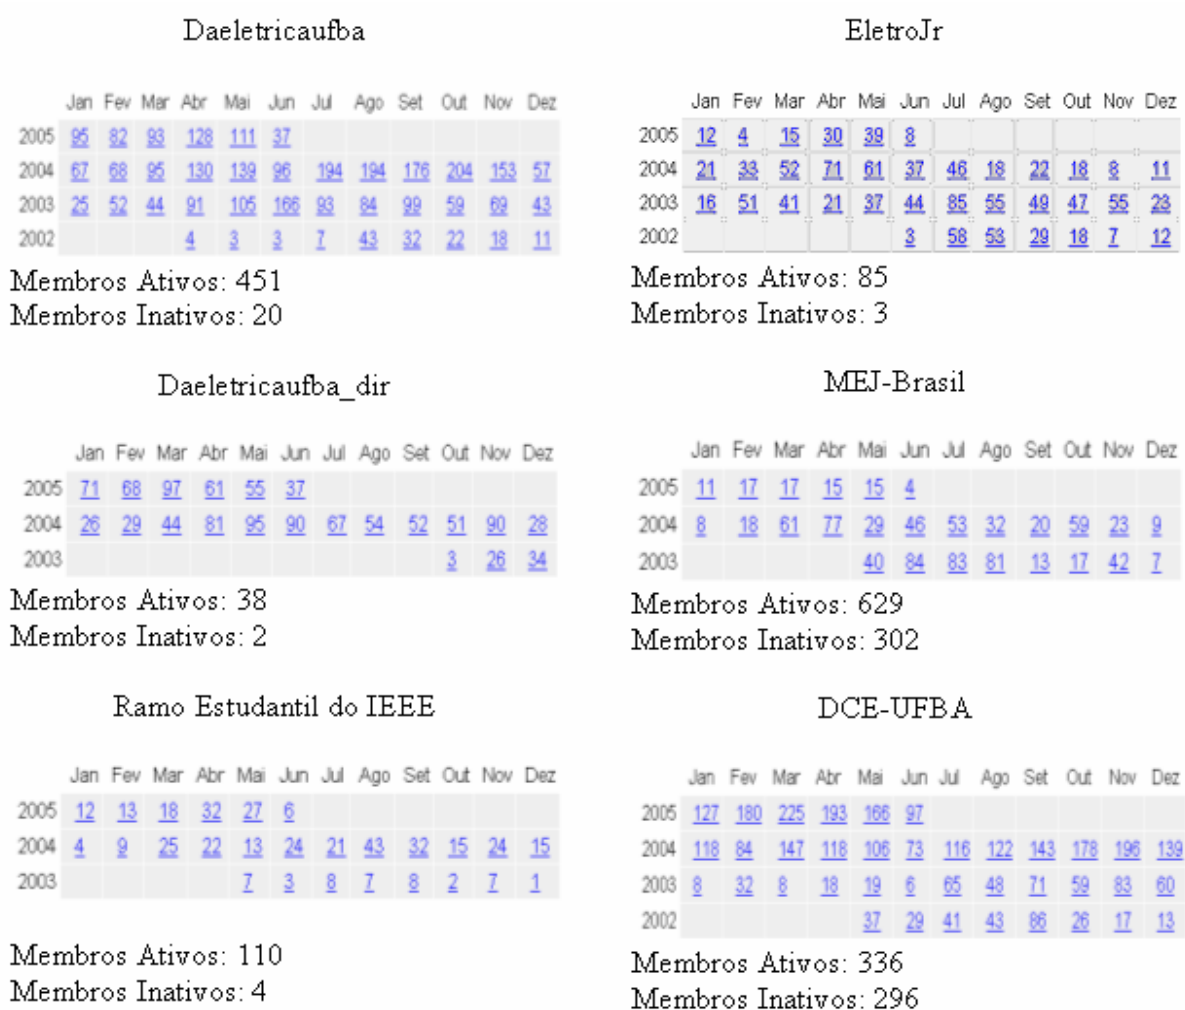 Daeletricaufba
Jan Fev Mar Abr Mai Jun Jul Ago Set Out Nov Dez
2005 95 82 93 128 111 37
2004 67 68 95 130 139 96 194 194 176 204 153 57
2003 25 52 44 91 105 166 93 84 99 59 69 43
2002 4 3 3 7 43 32 22 18 11
Membros Ativos: 451
Membros Inativos: 20
EletroJr
Jan Fev Mar Abr Mai Jun Jul Ago Set Out Nov Dez
2005 12 4 15 30 39 8
2004 21 33 52 71 61 37 46 18 22 18 8 11
2003 16 51 41 21 37 44 85 55 49 47 55 23
2002 3 58 53 29 18 7 12
Membros Ativos: 85
Membros Inativos: 3
Daeletricaufba_dir
Jan Fev Mar Abr Mai Jun Jul Ago Set Out Nov Dez
2005 71 68 97 61 55 37
2004 26 29 44 81 95 90 67 54 52 51 90 28
2003 3 26 34
Membros Ativos: 38
Membros Inativos: 2
MEJ-Brasil
Jan Fev Mar Abr Mai Jun Jul Ago Set Out Nov Dez
2005 11 17 17 15 15 4
2004 8 18 61 77 29 46 53 32 20 59 23 9
2003 40 84 83 81 13 17 42 7
Membros Ativos: 629
Membros Inativos: 302
Ramo Estudantil do IEEE
Jan Fev Mar Abr Mai Jun Jul Ago Set Out Nov Dez
2005 12 13 18 32 27 6
2004 4 9 25 22 13 24 21 43 32 15 24 15
2003 7 3 8 7 8 2 7 1
Membros Ativos: 110
Membros Inativos: 4
DCE-UFBA
Jan Fev Mar Abr Mai Jun Jul Ago Set Out Nov Dez
2005 127 180 225 193 166 97
2004 118 84 147 118 106 73 116 122 143 178 196 139
2003 8 32 8 18 19 6 65 48 71 59 83 60
2002 37 29 41 43 86 26 17 13
Membros Ativos: 336
Membros Inativos: 296